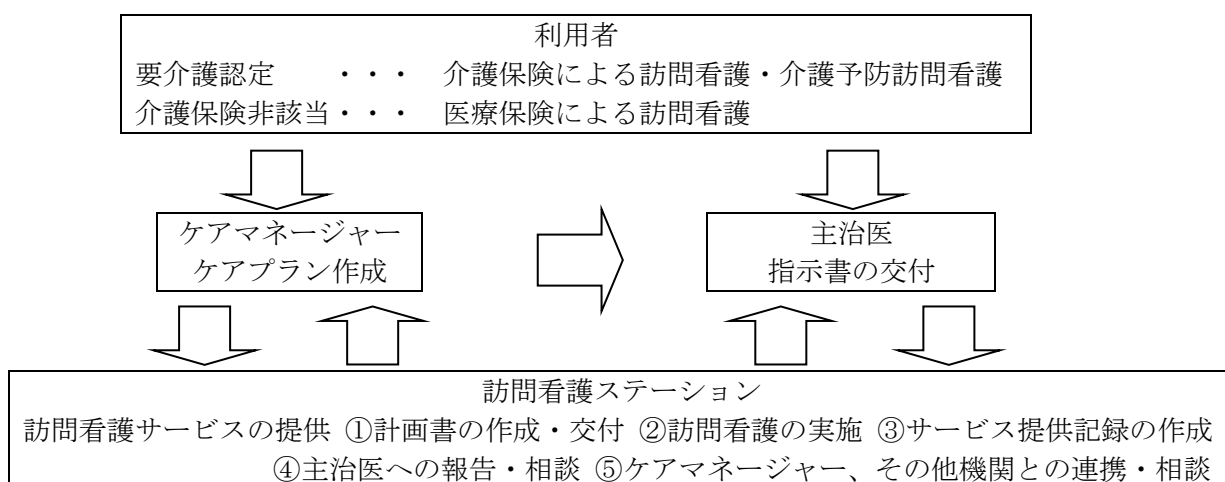 利用者
要介護認定 ・・・ 介護保険による訪問看護・介護予防訪問看護
介護保険非該当・・・ 医療保険による訪問看護
ケアマネージャー
ケアプラン作成
主治医
指示書の交付
訪問看護ステーション
訪問看護サービスの提供 ①計画書の作成・交付 ②訪問看護の実施 ③サービス提供記録の作成
④主治医への報告・相談 ⑤ケアマネージャー、その他機関との連携・相談